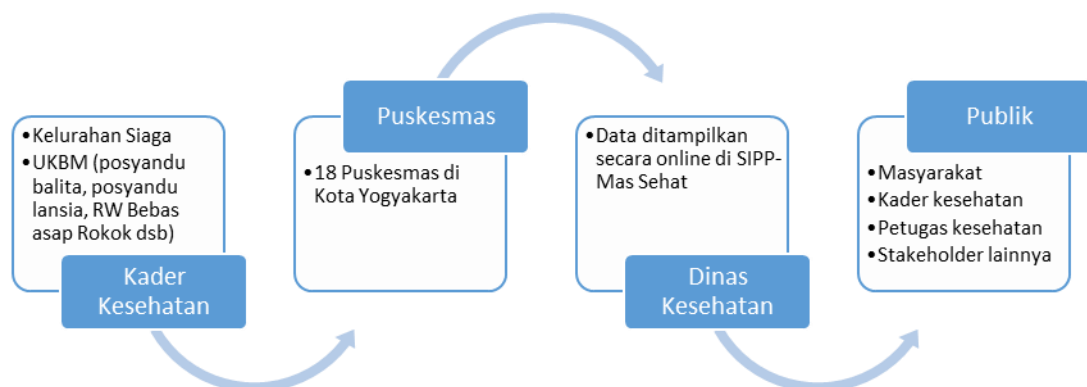 •Kelurahan Siaga
•UKBM (posyandu
balita, posyandu
lansia, RW Bebas
asap Rokok dsb)
Kader
Kesehatan
Puskesmas
•18 Puskesmas di
Kota Yogyakarta
•Data ditampilkan
secara online di SIPP-
Mas Sehat
Dinas
Kesehatan
Publik
•Masyarakat
•Kader kesehatan
•Petugas kesehatan
•Stakeholder lainnya